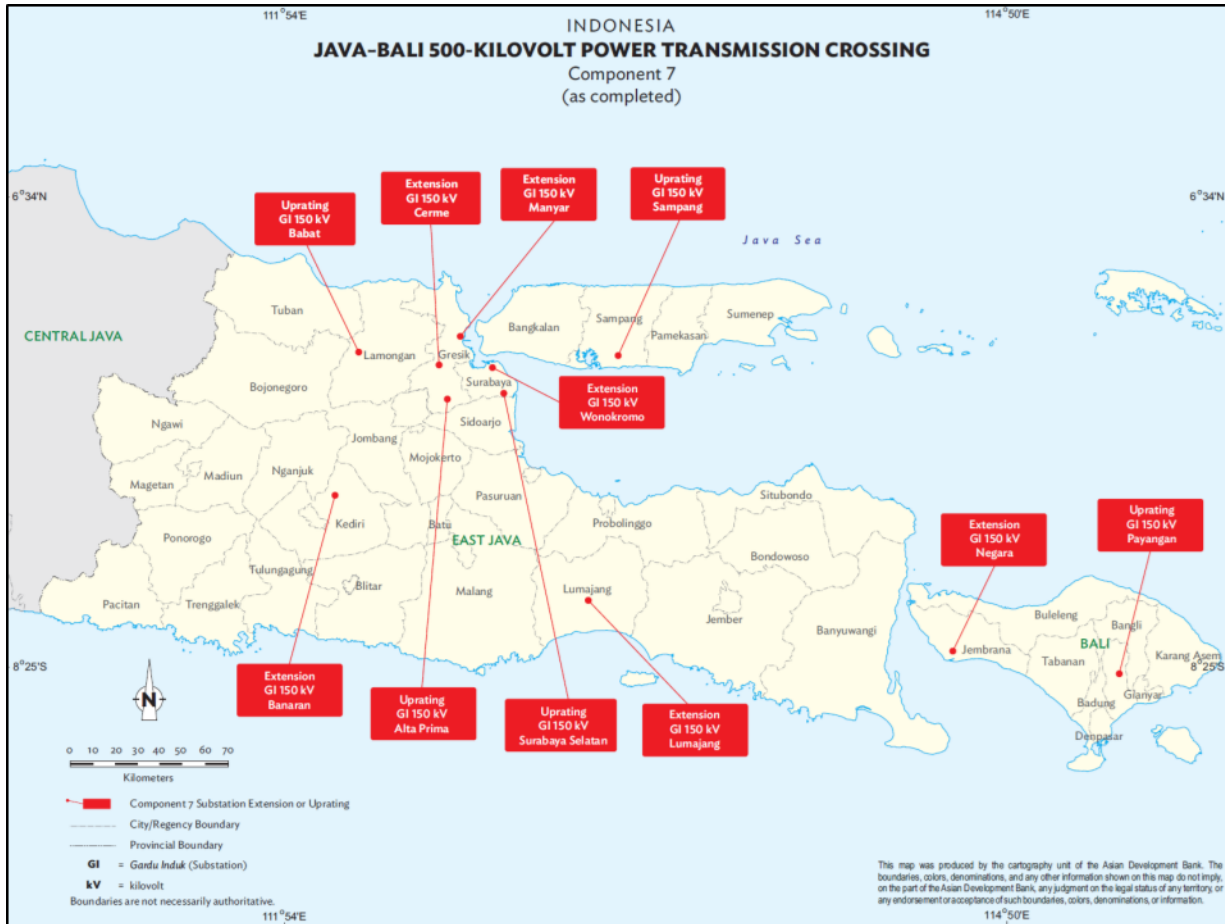 111°54'E
114°50'E
INDONESIA
JAVA–BALI 500-KILOVOLT POWER TRANSMISSION CROSSING
Component 7
(as completed)
6°34'N
6°34'N
Uprating
GI 150 kV
Babat
Extension
GI 150 kV
Cerme
Extension
GI 150 kV
Manyar
Uprating
GI 150 kV
Sampang
Java Sea
CENTRAL JAVA
Tuban
Lamongan
Gresik
Bangkalan
Sampang
Pamekasan
Sumenep
Bojonegoro
Surabaya
Extension
GI 150 kV
Wonokromo
Sidoarjo
Ngawi
Jombang
Mojokerto
Magetan
Madiun
Nganjuk
Pasuruan
Situbondo
Kediri
Batu
Probolinggo
EAST JAVA
Ponorogo
Bondowoso
Extension
GI 150 kV
Negara
Uprating
GI 150 kV
Payangan
Tulungagung
Blitar
Malang
Lumajang
Jember
Pacitan
Trenggalek
Banyuwangi
Buleleng
Bangli
BALI
Jembrana
Tabanan
Karang Asem
Gianyar
Badung
Denpasar
8°25'S
8°25'S
Extension
GI 150 kV
Banaran
Uprating
GI 150 kV
Alta Prima
Uprating
GI 150 kV
Surabaya Selatan
Extension
GI 150 kV
Lumajang
N
0 10 20 30 40 50 60 70
Kilometers
Component 7 Substation Extension or Uprating
City/Regency Boundary
Provincial Boundary
GI = Gardu Induk (Substation)
kV = kilovolt
Boundaries are not necessarily authoritative.
This map was produced by the cartography unit of the Asian Development Bank. The
boundaries, colors, denominations, and any other information shown on this map do not imply,
on the part of the Asian Development Bank, any judgment on the legal status of any territory, or
any endorsement or acceptance of such boundaries, colors, denominations, or information.
111°54'E
114°50'E